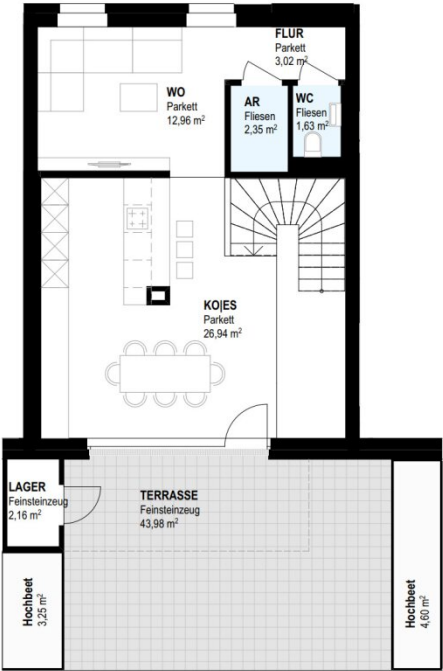 FLUR
Parkett
3,02 m²
WO
Parkett
12,96 m²
AR
Fliesen
2,35 m²
WC
Fliesen
1,63 m²
KO|ES
Parkett
26,94 m²
LAGER
Feinsteinzeug
2,16 m²
TERRASSE
Feinsteinzeug
43,98 m²
Hochbeet
3,25 m²
Hochbeet
4,60 m²